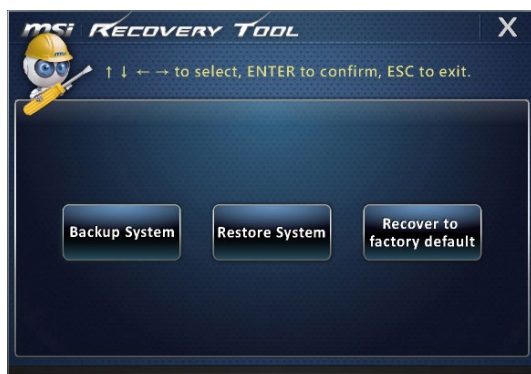 msi RECOVERY TOOL X
↑ ↓ ← → to select, ENTER to confirm, ESC to exit.
Backup System
Restore System
Recover to
factory default